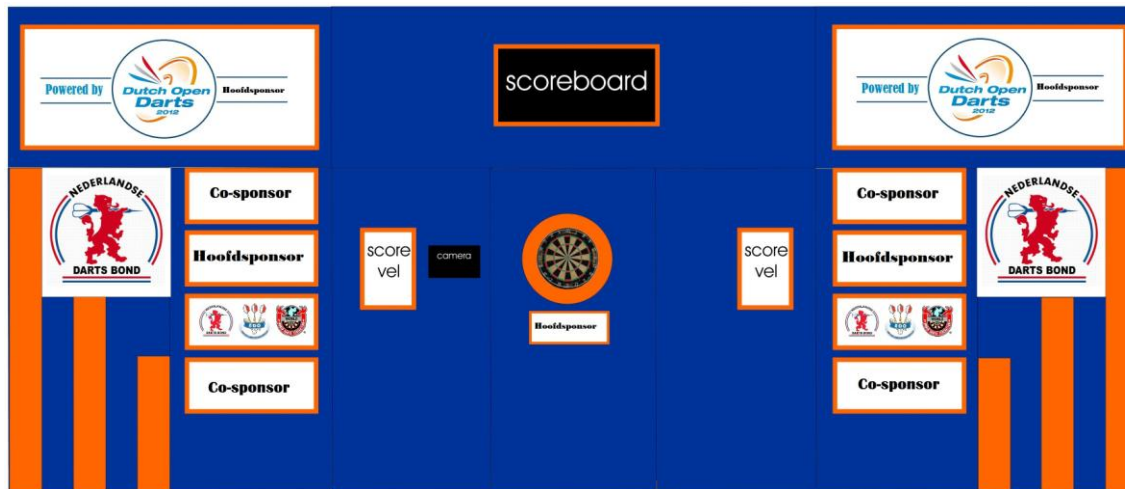 Powered by
Dutch Open
Darts
2012
Hoofdsponsor
scoreboard
Powered by
Dutch Open
Darts
2012
Hoofdsponsor
NEDERLANDSE
DARTS BOND
Co-sponsor
Hoofdsponsor
Co-sponsor
score
vel
camera
Hoofdsponsor
score
vel
Co-sponsor
Hoofdsponsor
Co-sponsor
NEDERLANDSE
DARTS BOND